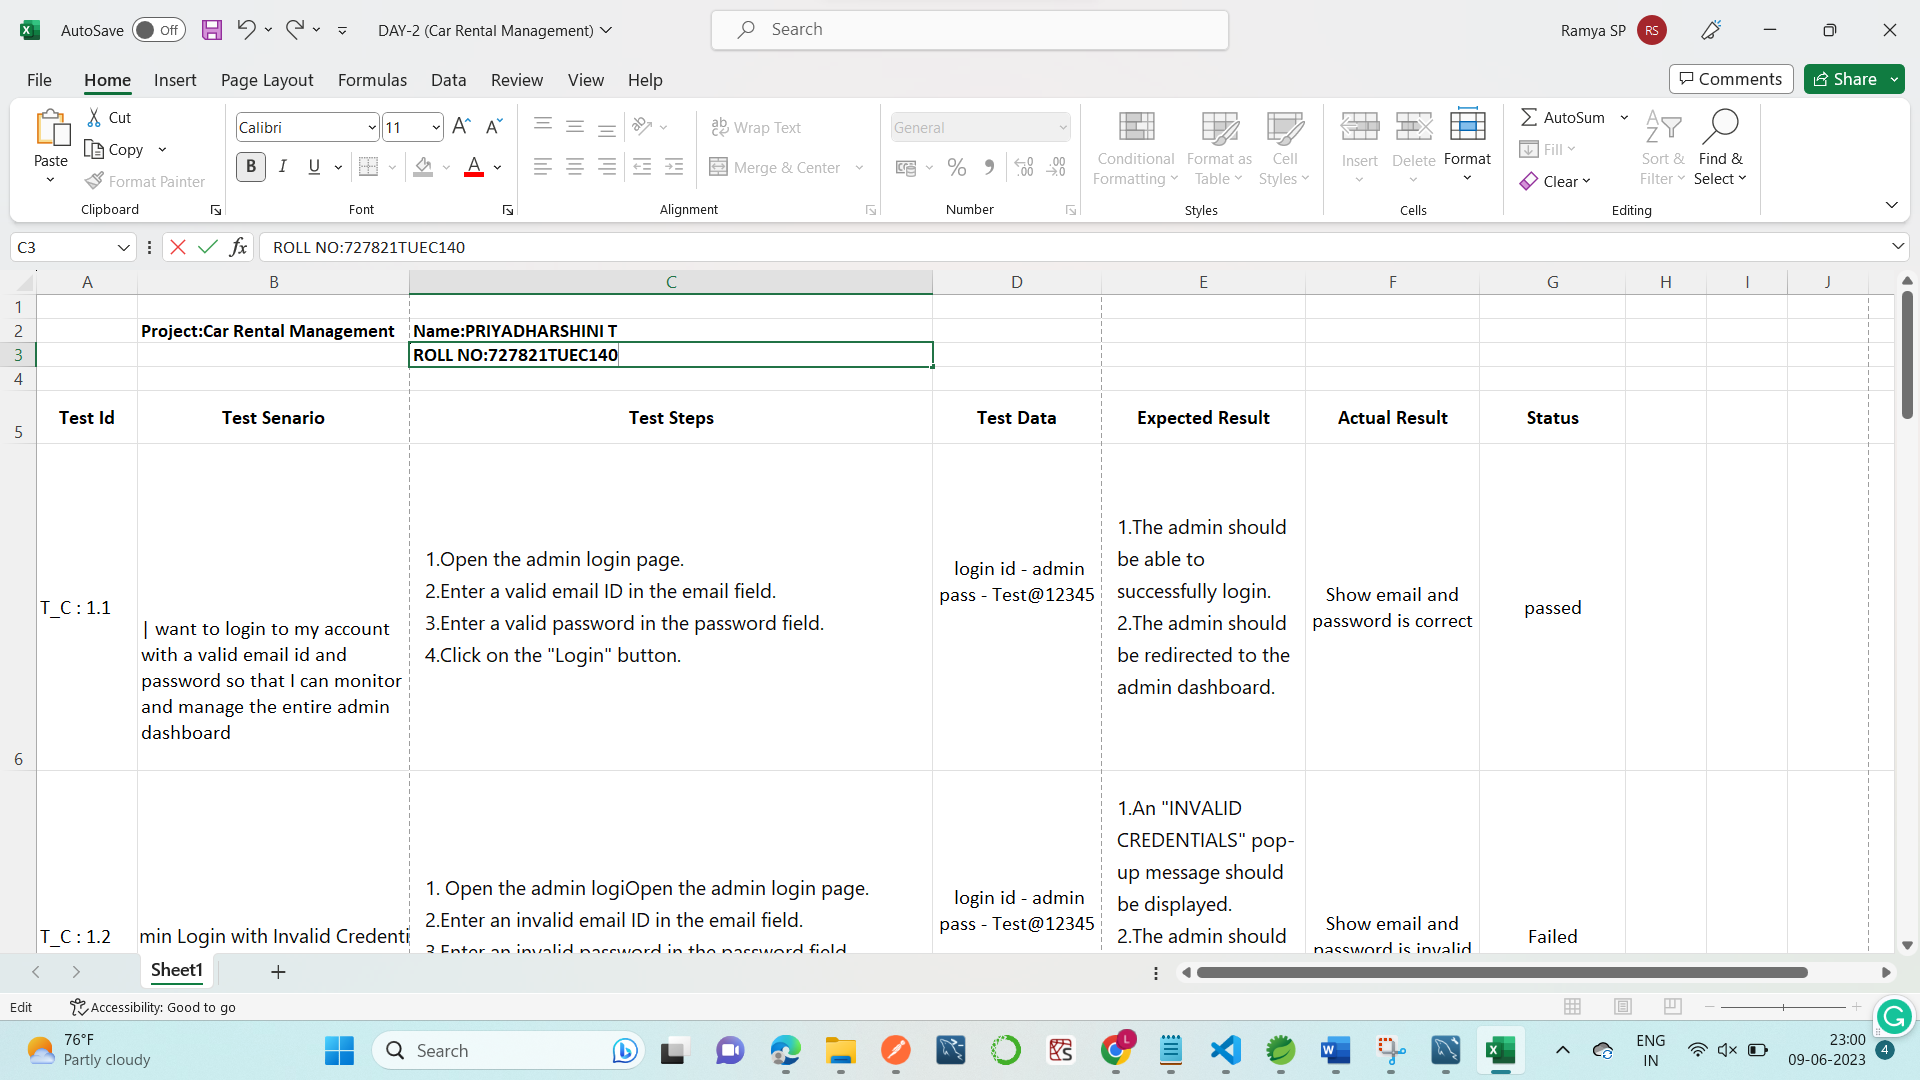 AutoSave Off DAY-2 (Car Rental Management) Search Ramya SP RS
File Home Insert Page Layout Formulas Data Review View Help Comments Share
Paste Cut Copy Format Painter Clipboard
Calibri 11 B I U A Font
Wrap Text Merge & Center Alignment
General % Number
Conditional Formatting Format as Table Cell Styles Styles
Insert Delete Format Cells
AutoSum Fill Clear Sort & Filter Find & Select Editing
C3 fx ROLL NO:727821TUEC140
A B C D E F G H I J
1
2 Project:Car Rental Management Name:PRIYADHARSHINI T
3 ROLL NO:727821TUEC140
4
5 Test Id Test Senario Test Steps Test Data Expected Result Actual Result Status
6
T_C : 1.1
| want to login to my account
with a valid email id and
password so that I can monitor
and manage the entire admin
dashboard
1.Open the admin login page.
2.Enter a valid email ID in the email field.
3.Enter a valid password in the password field.
4.Click on the "Login" button.
login id - admin
pass - Test@12345
1.The admin should
be able to
successfully login.
2.The admin should
be redirected to the
admin dashboard.
Show email and
password is correct
passed
T_C : 1.2
min Login with Invalid Credenti
1. Open the admin logiOpen the admin login page.
2.Enter an invalid email ID in the email field.
3.Enter an invalid password in the password field.
login id - admin
pass - Test@12345
1.An "INVALID
CREDENTIALS" pop-
up message should
be displayed.
2.The admin should
Show email and
password is invalid
Failed
Sheet1
Edit Accessibility: Good to go
76°F
Partly cloudy
Search
ENG
IN
23:00
09-06-2023
4